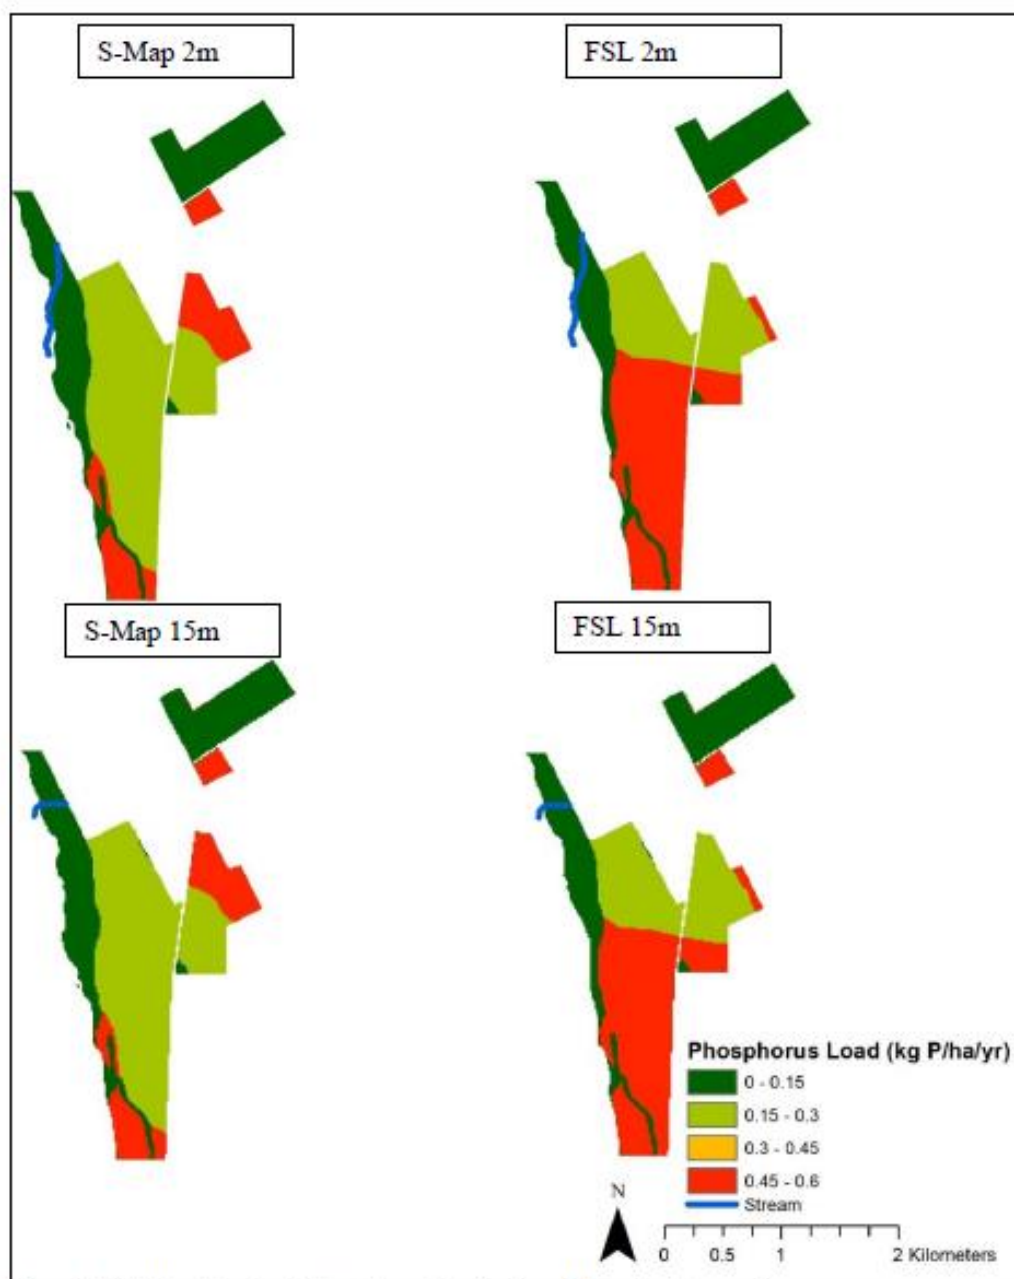 S-Map 2m
FSL 2m
S-Map 15m
FSL 15m
Phosphorus Load (kg P/ha/yr)
0 - 0.15
0.15 - 0.3
0.3 - 0.45
0.45 - 0.6
Stream
N
0 0.5 1 2 Kilometers